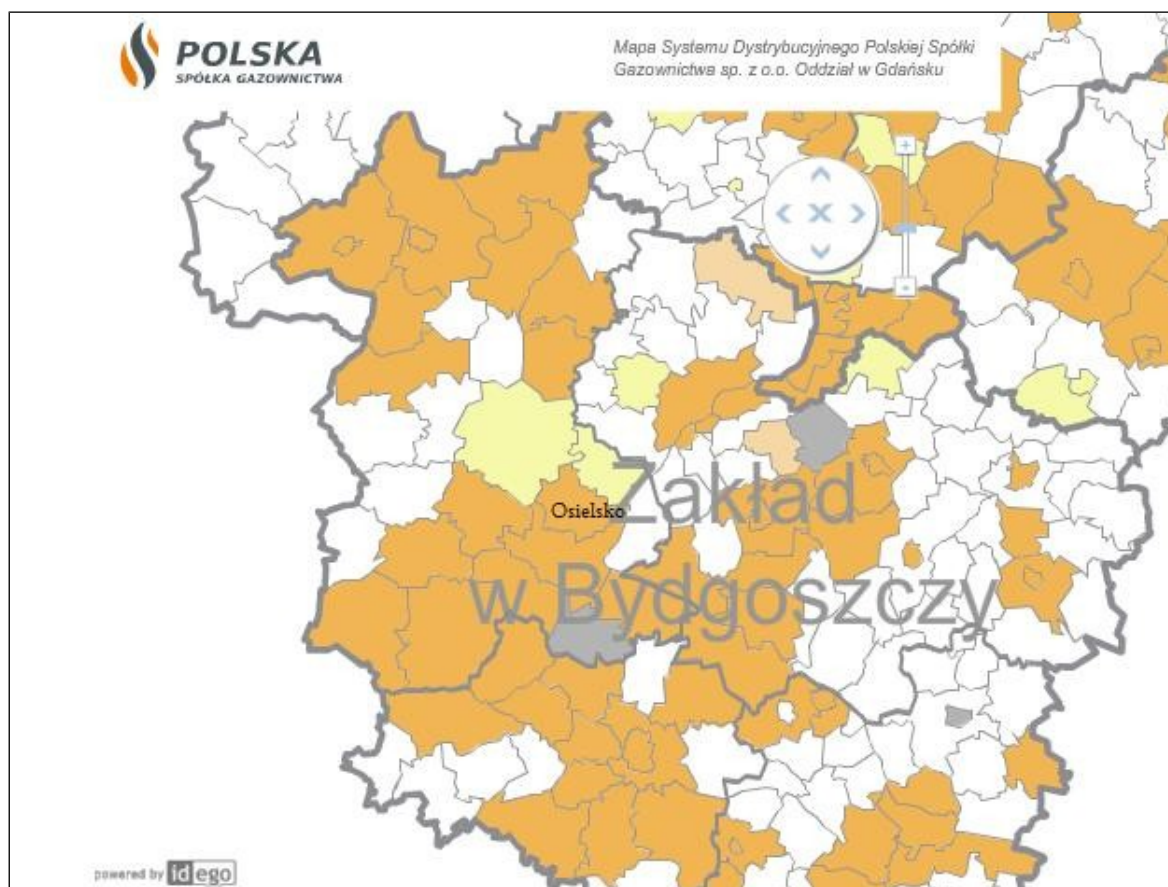 POLSKA
SPÓŁKA GAZOWNICTWA
Mapa Systemu Dystrybucyjnego Polskiej Spółki
Gazownictwa sp. z o.o. Oddział w Gdańsku
Zakład
Osielsko
w Bydgoszczy
powered by idego